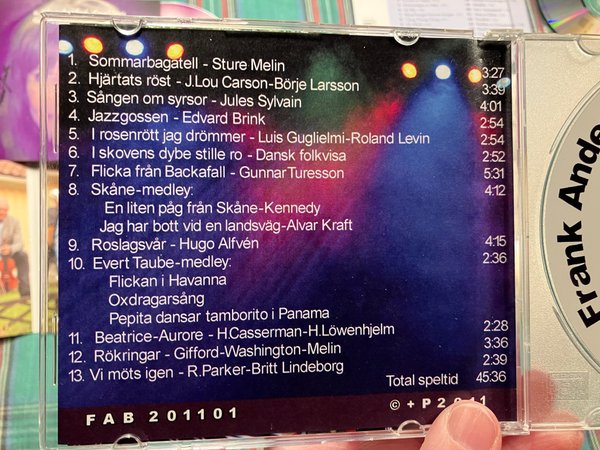 1. Sommarbagatell - Sture Melin 3:27
2. Hjärtats röst - J.Lou Carson-Börje Larsson 3:39
3. Sången om syrsor - Jules Sylvain 4:01
4. Jazzgossen - Edvard Brink 2:54
5. I rosenrött jag drömmer - Luis Guglielmi-Roland Levin 2:54
6. I skovens dybe stille ro - Dansk folkvisa 2:52
7. Flicka från Backafall - Gunnar Turesson 5:31
8. Skåne-medley: 4:12
En liten påg från Skåne-Kennedy
Jag har bott vid en landsväg-Alvar Kraft
9. Roslagsvår - Hugo Alfvén 4:15
10. Evert Taube-medley: 2:36
Flickan i Havanna
Oxdragarsång
Pepita dansar tamborito i Panama
11. Beatrice-Aurore - H.Casserman-H.Löwenhjelm 2:28
12. Rökringar - Gifford-Washington-Melin 3:36
13. Vi möts igen - R.Parker-Britt Lindeborg 2:39
Total speltid 45:36
FAB 201101 © + P 2011
Frank Ande